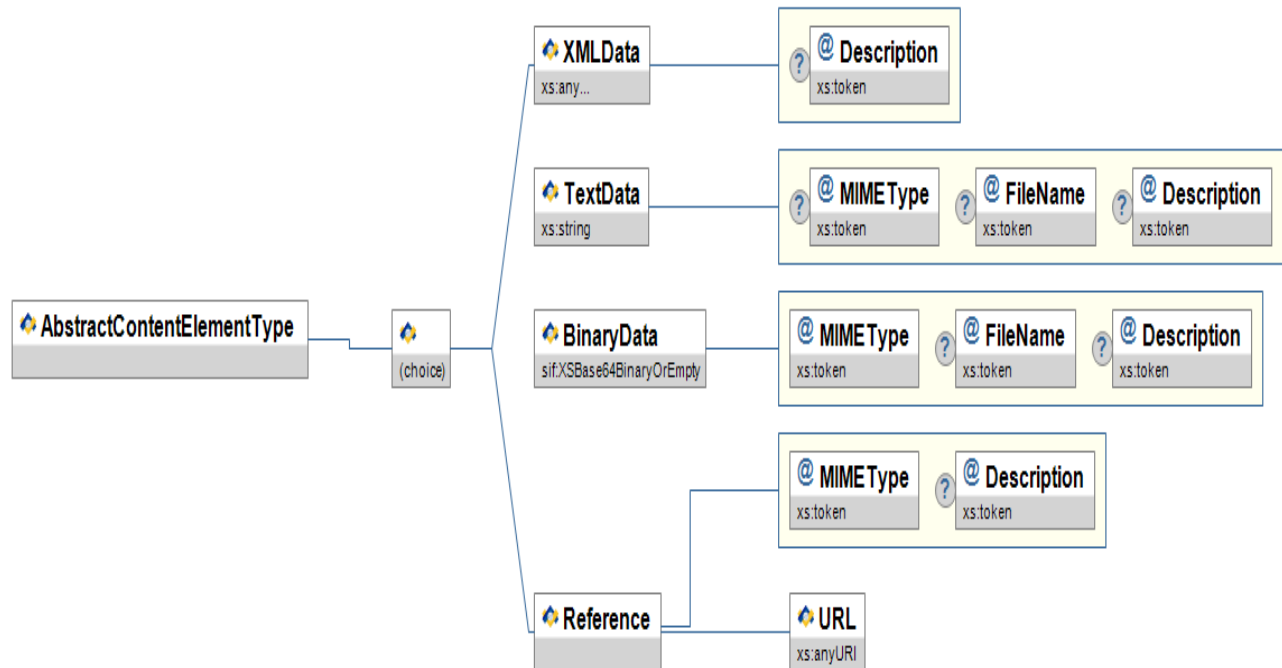 XMLData
xs:any...
?
@ Description
xs:token
TextData
xs:string
?
@ MIMEType
xs:token
?
@ FileName
xs:token
?
@ Description
xs:token
AbstractContentElementType
(choice)
BinaryData
sif:XSBase64BinaryOrEmpty
@ MIMEType
xs:token
?
@ FileName
xs:token
?
@ Description
xs:token
@ MIMEType
xs:token
?
@ Description
xs:token
Reference
URL
xs:anyURI